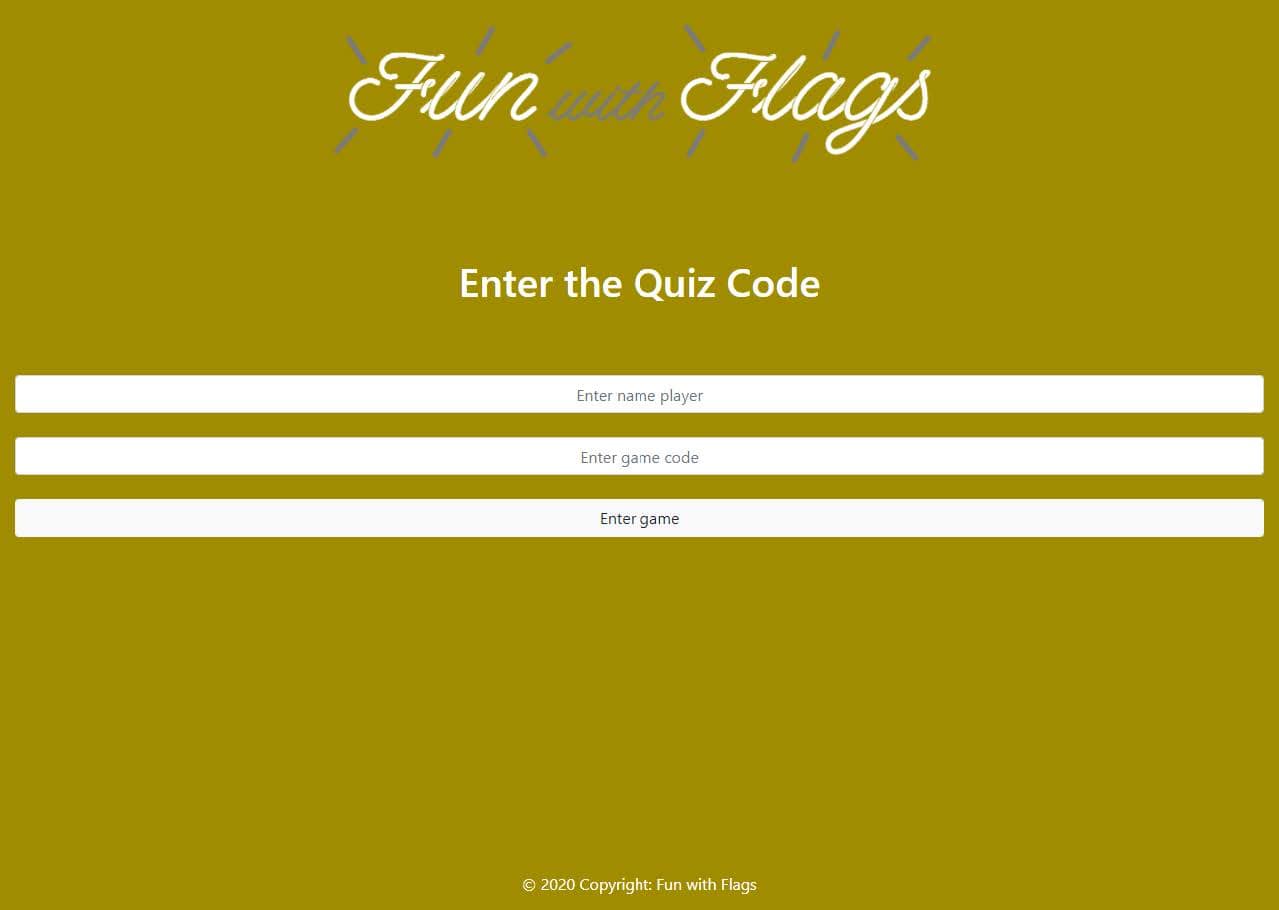 Fun with Flags
Enter the Quiz Code
Enter name player
Enter game code
Enter game
© 2020 Copyright: Fun with Flags